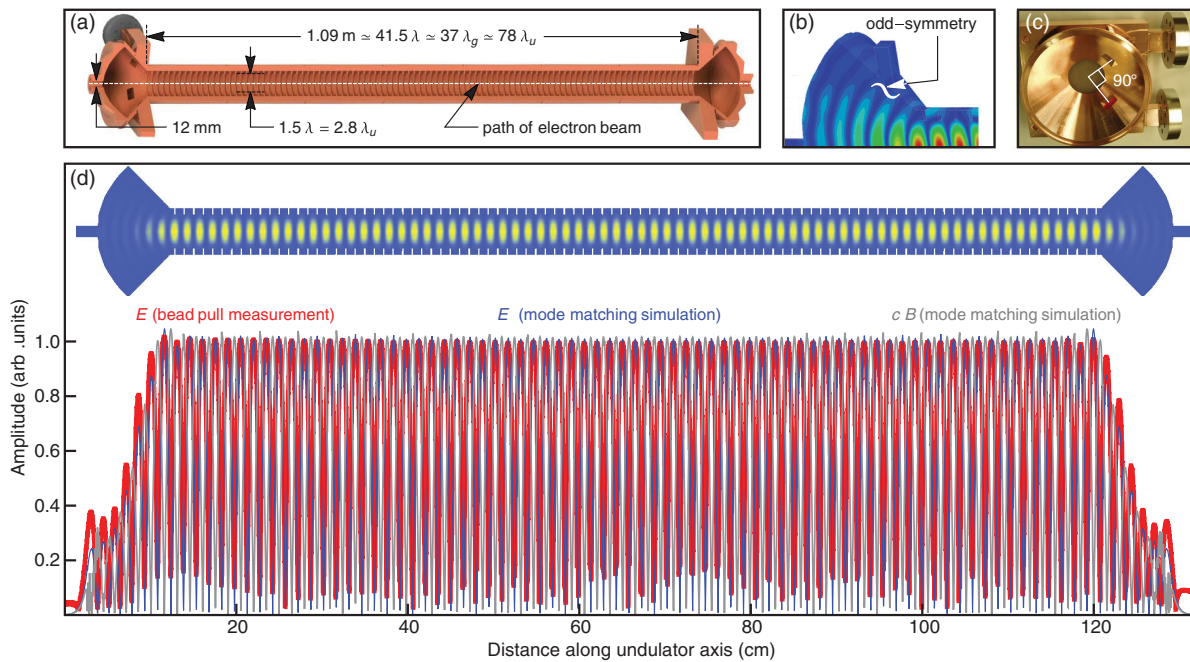 (a)
1.09 m ≃ 41.5 λ ≃ 37 λg ≃ 78 λu
12 mm
1.5 λ = 2.8 λu
path of electron beam
(b)
odd–symmetry
(c)
90°
(d)
E (bead pull measurement)
E (mode matching simulation)
c B (mode matching simulation)
Amplitude (arb .units)
1.0
0.8
0.6
0.4
0.2
20
40
60
80
100
120
Distance along undulator axis (cm)